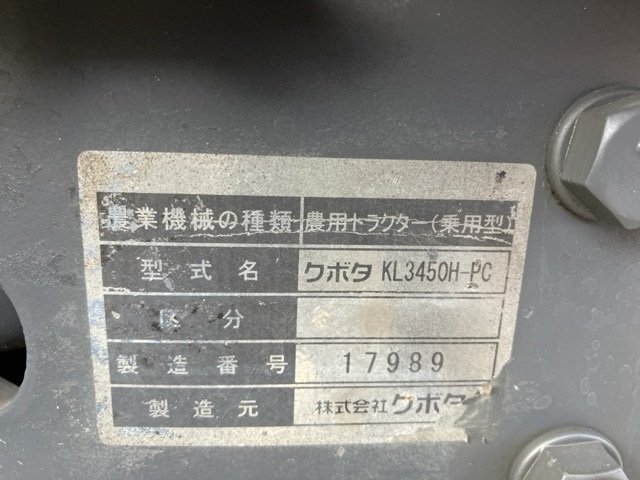 農業機械の種類 農用トラクター(乗用型)
型式名 クボタ KL3450H-PC
区分
製造番号 17989
製造元 株式会社クボタ